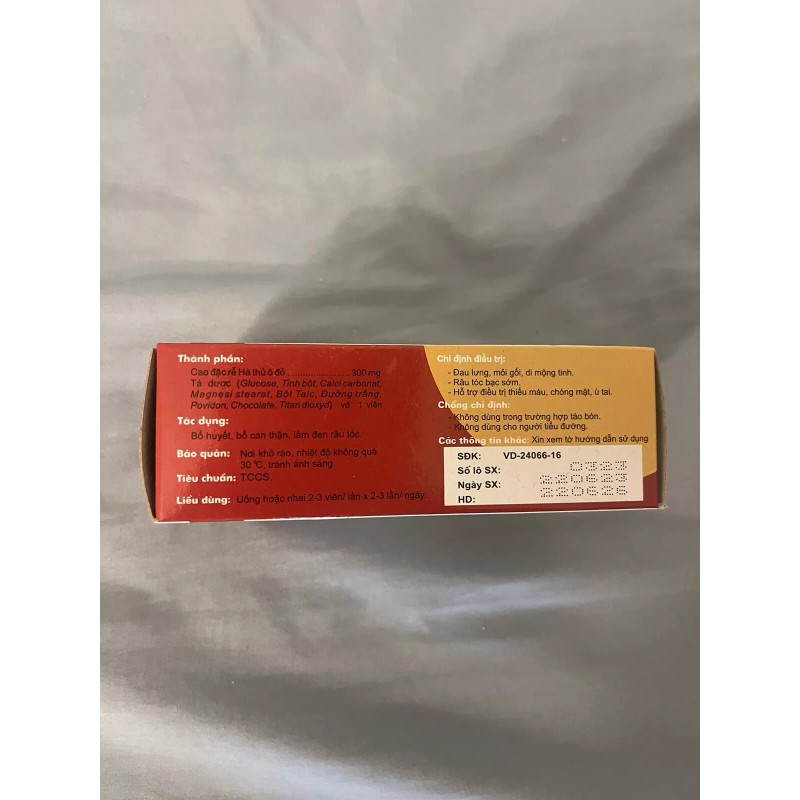 Thành phần:
Cao đặc rễ Hà thủ ô đỏ ........................ 300 mg
Tá dược (Glucose, Tinh bột, Calci carbonat,
Magnesi stearat, Bột Talc, Đường trắng,
Povidon, Chocolate, Titan dioxyd) vđ 1 viên
Tác dụng:
Bổ huyết, bổ can thận, làm đen râu tóc.
Bảo quản: Nơi khô ráo, nhiệt độ không quá
30 ºC, tránh ánh sáng.
Tiêu chuẩn: TCCS.
Liều dùng: Uống hoặc nhai 2-3 viên/ lần x 2-3 lần/ ngày
Chỉ định điều trị:
- Đau lưng, mỏi gối, di mộng tinh.
- Râu tóc bạc sớm.
- Hỗ trợ điều trị thiếu máu, chóng mặt, ù tai.
Chống chỉ định:
- Không dùng trong trường hợp táo bón.
- Không dùng cho người tiểu đường.
Các thông tin khác: Xin xem tờ hướng dẫn sử dụng
SĐK: VD-24066-16
Số lô SX: 0323
Ngày SX: 220623
HD: 220626